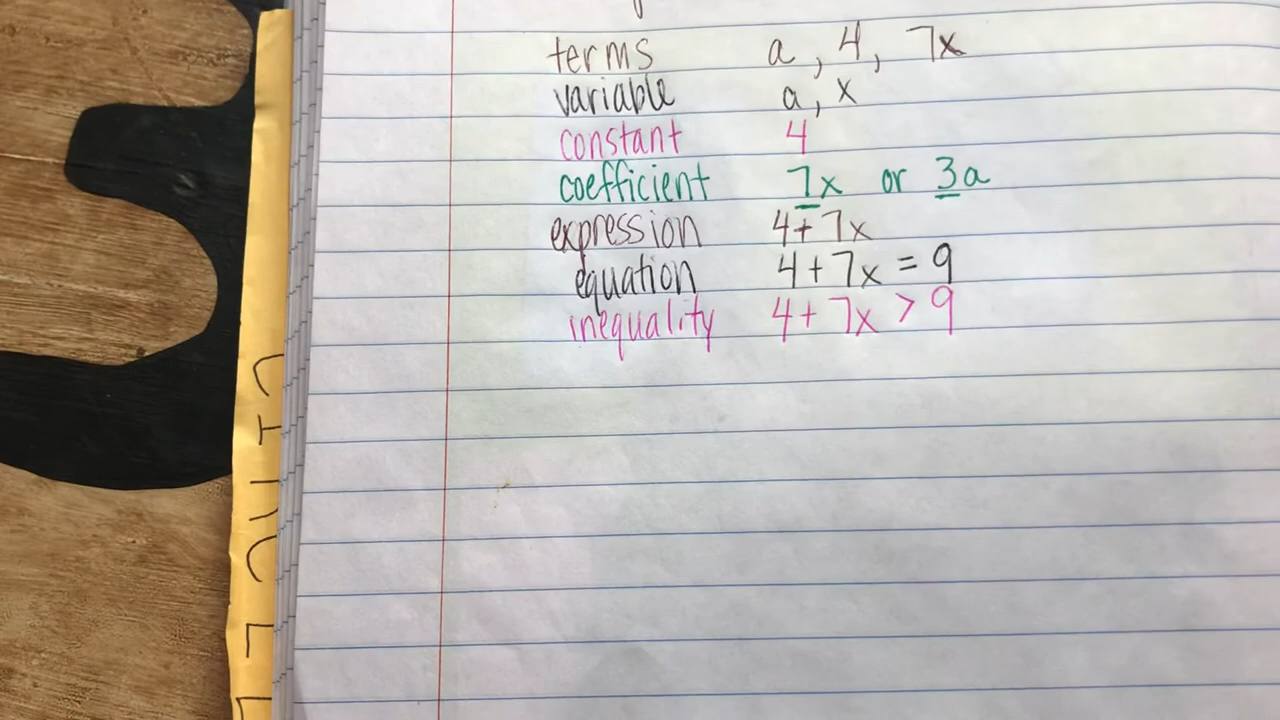 terms a, 4, 7x
variable a, x
constant 4
coefficient 7x or 3a
expression 4+7x
equation 4+7x = 9
inequality 4+7x > 9